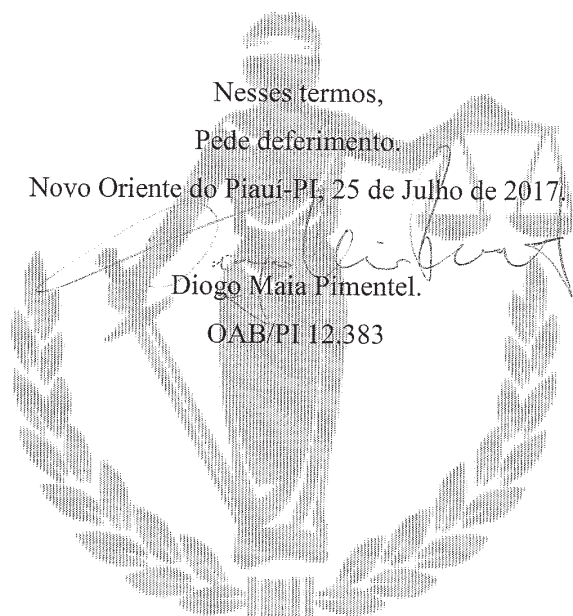 Nesses termos,
Pede deferimento.
Novo Oriente do Piauí-PI, 25 de Julho de 2017.
Diogo Maia Pimentel.
OAB/PI 12.383